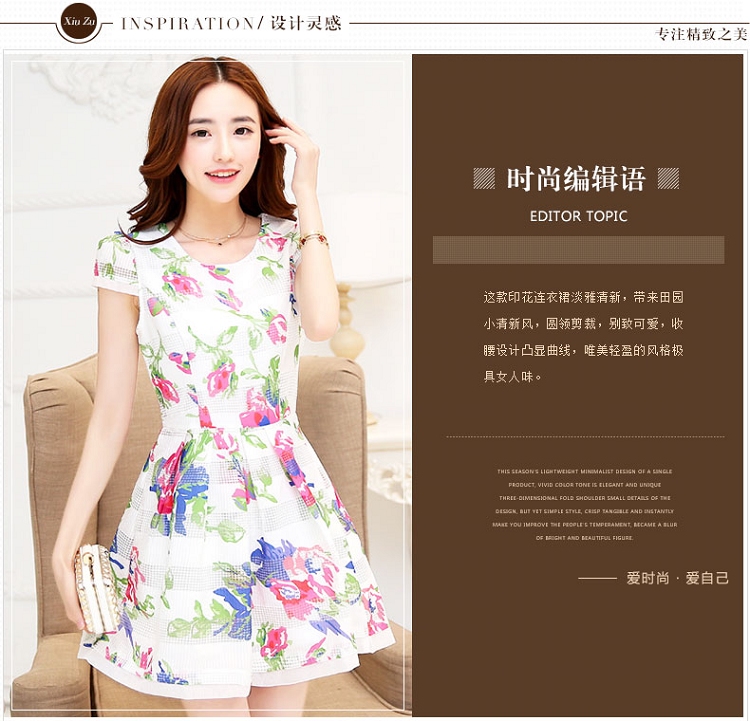 Xiu Zu
INSPIRATION/ 设计灵感
专注精致之美
时尚编辑语
EDITOR TOPIC
这款印花连衣裙淡雅清新，带来田园
小清新风，圆领剪裁，别致可爱，收
腰设计凸显曲线，唯美轻盈的风格极
具女人味。
THIS SEASON'S LIGHTWEIGHT MINIMALIST DESIGN OF A SINGLE
PRODUCT, VIVID COLOR TONE IS ELEGANT AND UNIQUE
THREE-DIMENSIONAL FOLD SHOULDER SMALL DETAILS OF THE
DESIGN, BUT YET SIMPLE STYLE, CRISP TANGIBLE AND INSTANTLY
MAKE YOU IMPROVE THE PEOPLE'S TEMPERAMENT, BECAME A BLUR
OF BRIGHT AND BEAUTIFUL FIGURE.
—— 爱时尚 · 爱自己